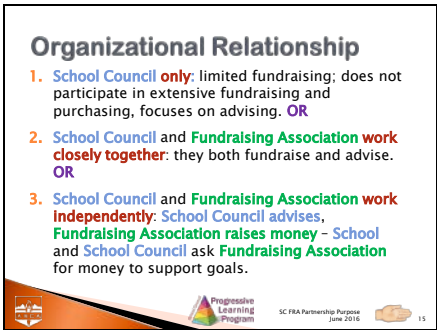 Organizational Relationship
1. School Council only: limited fundraising; does not
participate in extensive fundraising and
purchasing, focuses on advising. OR
2. School Council and Fundraising Association work
closely together: they both fundraise and advise.
OR
3. School Council and Fundraising Association work
independently: School Council advises,
Fundraising Association raises money – School
and School Council ask Fundraising Association
for money to support goals.
Progressive
Learning
Program
SC FRA Partnership Purpose
June 2016
15